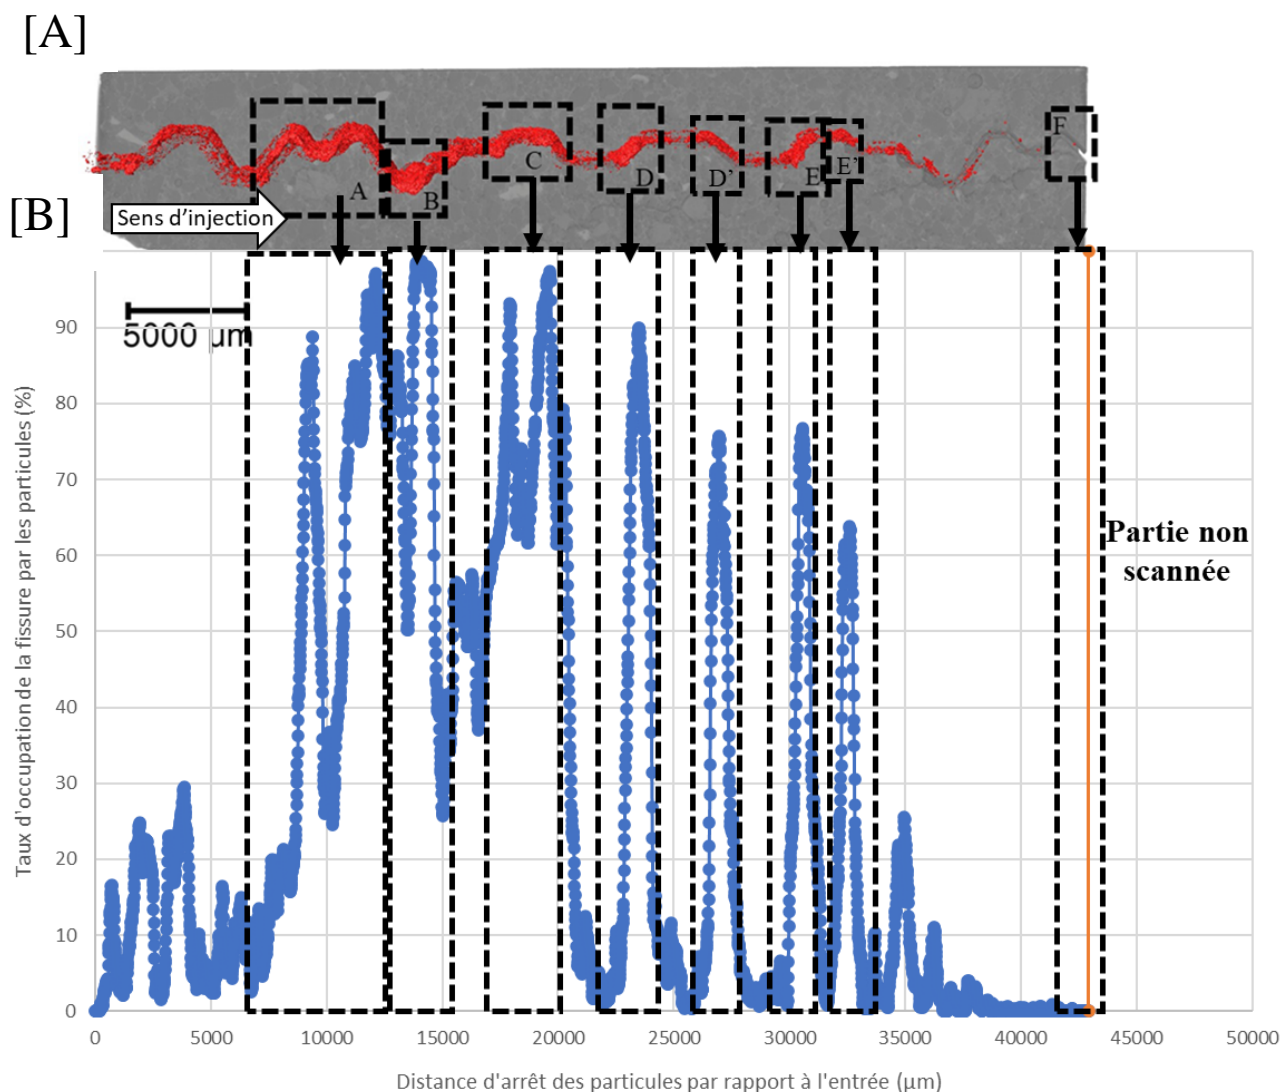 [A]
A
B
C
D
D'
E
E'
F
Sens d'injection
[B]
5000 µm
90
80
70
60
50
40
30
20
10
0
Taux d'occupation de la fissure par les particules (%)
Partie non
scannée
0 5000 10000 15000 20000 25000 30000 35000 40000 45000 50000
Distance d'arrêt des particules par rapport à l'entrée (µm)